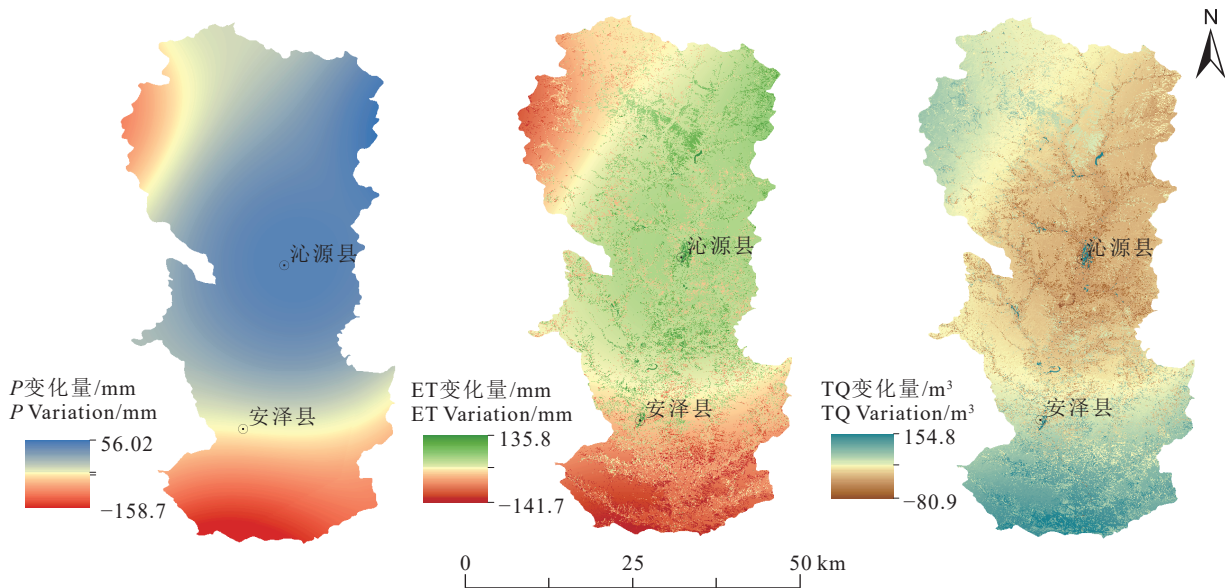 N
沁源县
安泽县
P变化量/mm
P Variation/mm
56.02
−158.7
沁源县
安泽县
ET变化量/mm
ET Variation/mm
135.8
−141.7
沁源县
安泽县
TQ变化量/m³
TQ Variation/m³
154.8
−80.9
0 25 50 km